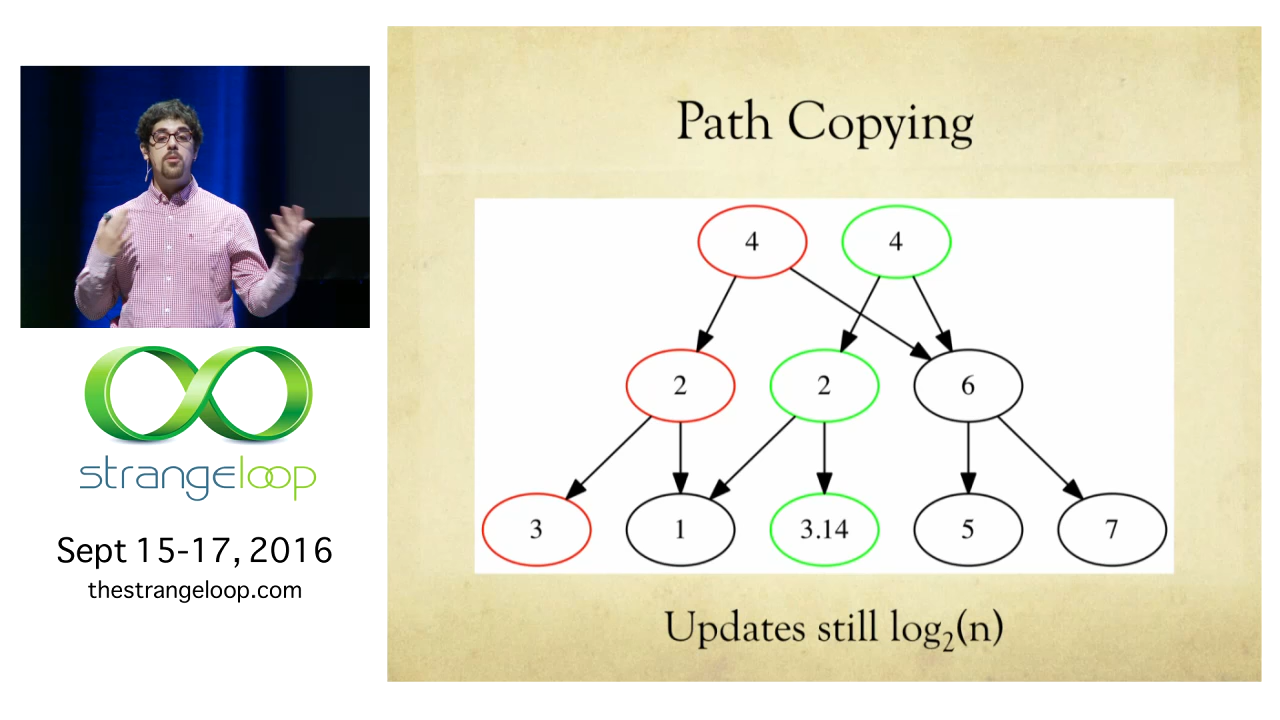 Path Copying
4 4
2 2 6
3 1 3.14 5 7
Updates still log₂(n)
strangeloop
Sept 15-17, 2016
thestrangeloop.com